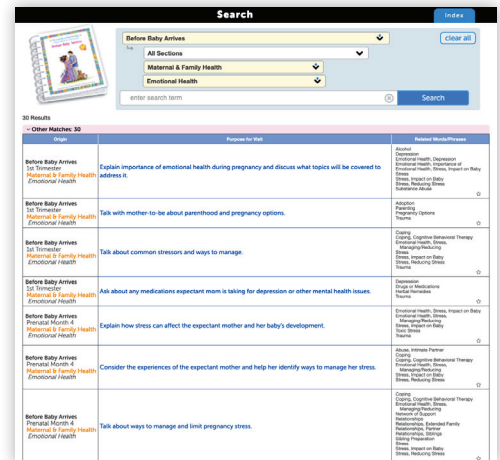 Search
Index
Before Baby Arrives
Before Baby Arrives
clear all
All Sections
Maternal & Family Health
Emotional Health
enter search term
Search
30 Results
Other Matches: 30
Origin
Purpose for Visit
Related Words/Phrases
Before Baby Arrives
1st Trimester
Maternal & Family Health
Emotional Health
Explain importance of emotional health during pregnancy and discuss what topics will be covered to
address it.
Alcohol
Depression
Emotional Health, Depression
Emotional Health, Importance of
Emotional Health, Stress, Impact on Baby
Stress
Stress, Impact on Baby
Stress, Reducing Stress
Substance Abuse
Before Baby Arrives
1st Trimester
Maternal & Family Health
Emotional Health
Talk with mother-to-be about parenthood and pregnancy options.
Adoption
Parenting
Pregnancy Options
Trauma
Before Baby Arrives
1st Trimester
Maternal & Family Health
Emotional Health
Talk about common stressors and ways to manage.
Coping
Coping, Cognitive Behavioral Therapy
Emotional Health, Stress,
Managing/Reducing
Stress
Stress, Impact on Baby
Stress, Reducing Stress
Trauma
Before Baby Arrives
1st Trimester
Maternal & Family Health
Emotional Health
Ask about any medications expectant mom is taking for depression or other mental health issues.
Depression
Drugs or Medications
Herbal Remedies
Trauma
Before Baby Arrives
Prenatal Month 4
Maternal & Family Health
Emotional Health
Explain how stress can affect the expectant mother and her baby's development.
Emotional Health, Stress, Impact on Baby
Emotional Health, Stress,
Managing/Reducing
Stress, Impact on Baby
Toxic Stress
Trauma
Before Baby Arrives
Prenatal Month 4
Maternal & Family Health
Emotional Health
Consider the experiences of the expectant mother and help her identify ways to manage her stress.
Abuse, Intimate Partner
Coping
Coping, Cognitive Behavioral Therapy
Emotional Health, Stress,
Managing/Reducing
Stress, Impact on Baby
Stress, Reducing Stress
Before Baby Arrives
Prenatal Month 4
Maternal & Family Health
Emotional Health
Talk about ways to manage and limit pregnancy stress.
Coping
Coping, Cognitive Behavioral Therapy
Emotional Health, Stress,
Managing/Reducing
Network of Support
Relationships
Relationships, Extended Family
Relationships, Partner
Relationships, Siblings
Sibling Preparation
Stress
Stress, Impact on Baby
Stress, Reducing Stress